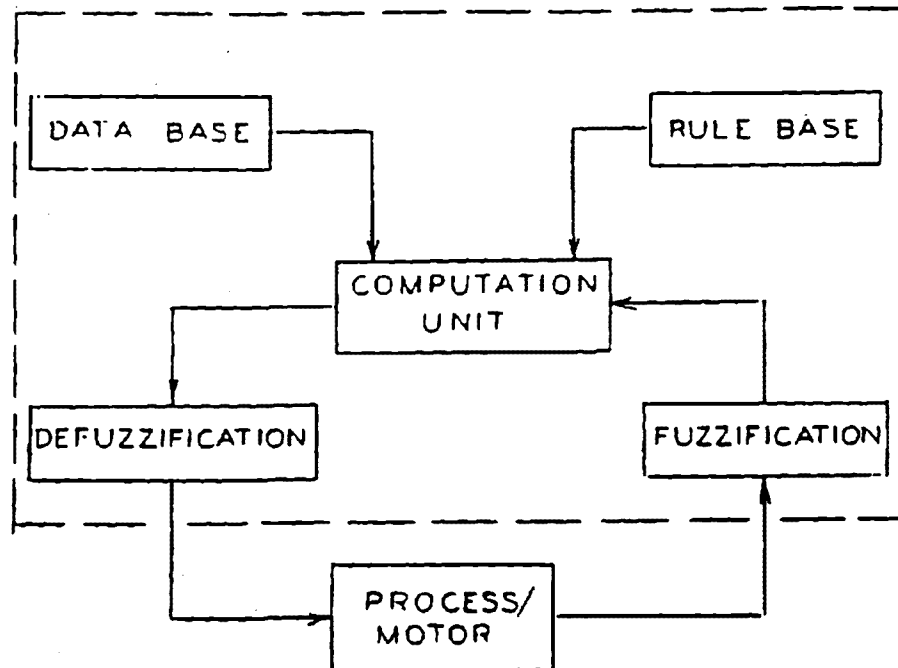 DATA BASE
RULE BASE
COMPUTATION
UNIT
DEFUZZIFICATION
FUZZIFICATION
PROCESS/
MOTOR